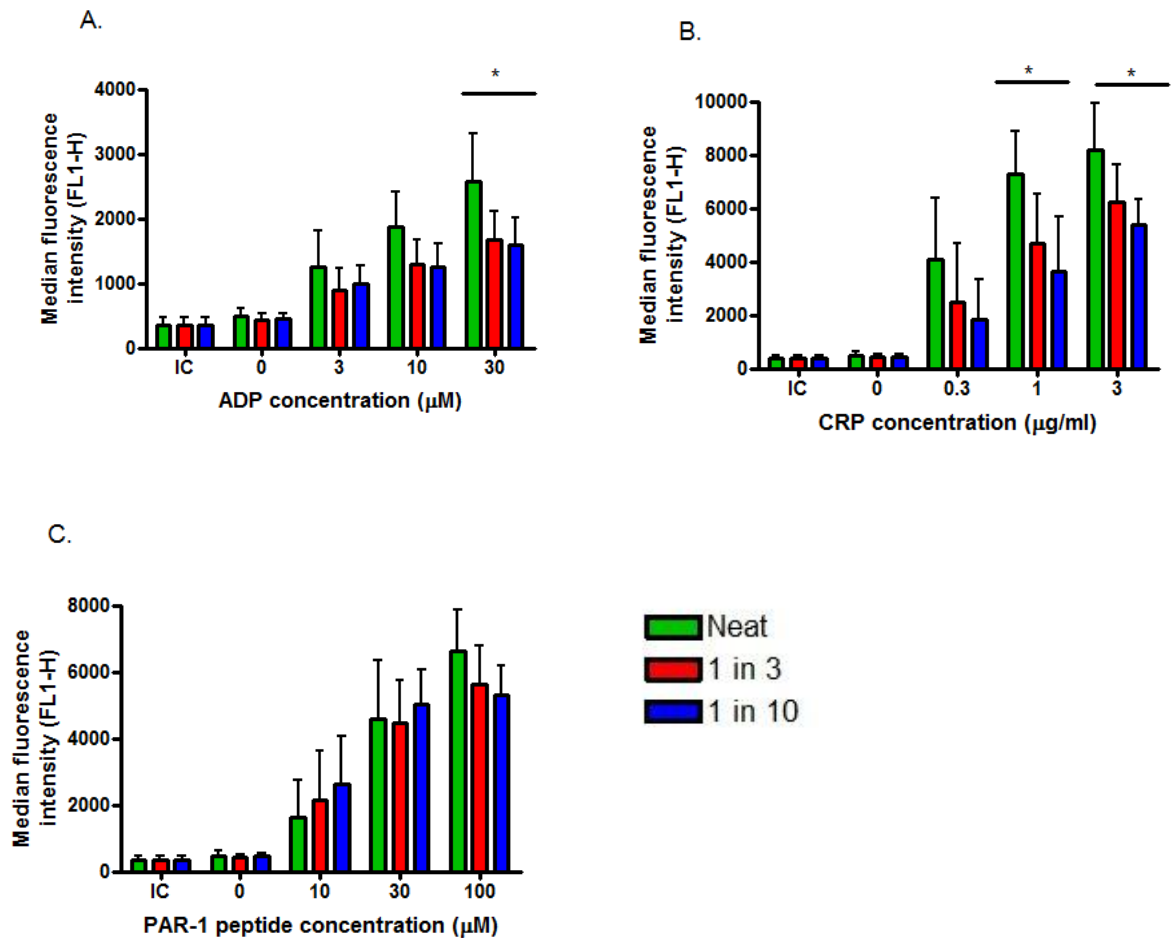 A.
*
4000
3000
2000
1000
0
Median fluorescence
intensity (FL1-H)
IC 0 3 10 30
ADP concentration (µM)
B.
* *
10000
8000
6000
4000
2000
0
Median fluorescence
intensity (FL1-H)
IC 0 0.3 1 3
CRP concentration (µg/ml)
C.
8000
6000
4000
2000
0
Median fluorescence
intensity (FL1-H)
IC 0 10 30 100
PAR-1 peptide concentration (µM)
Neat
1 in 3
1 in 10